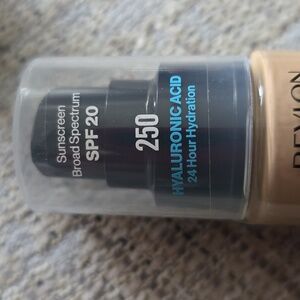 Sunscreen
Broad Spectrum
SPF 20
250
HYALURONIC ACID
24 Hour Hydration
REVLON